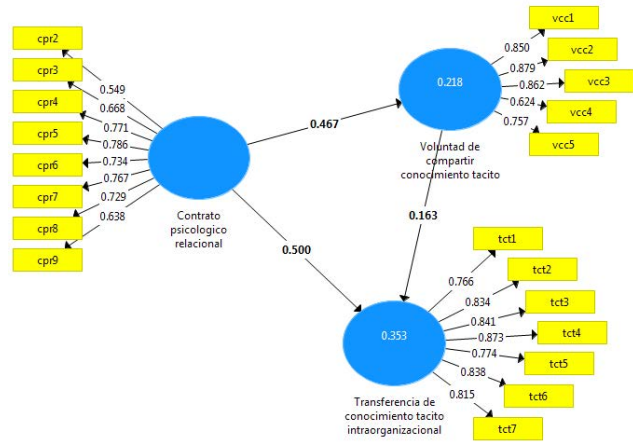 cpr2
cpr3
cpr4
cpr5
cpr6
cpr7
cpr8
cpr9
0.549
0.668
0.771
0.786
0.734
0.767
0.729
0.638
Contrato
psicologico
relacional
0.467
0.500
0.218
Voluntad de
compartir
conocimiento tacito
0.850
0.879
0.862
0.624
0.757
vcc1
vcc2
vcc3
vcc4
vcc5
0.163
0.353
Transferencia de
conocimiento tacito
intraorganizacional
0.766
0.834
0.841
0.873
0.774
0.838
0.815
tct1
tct2
tct3
tct4
tct5
tct6
tct7